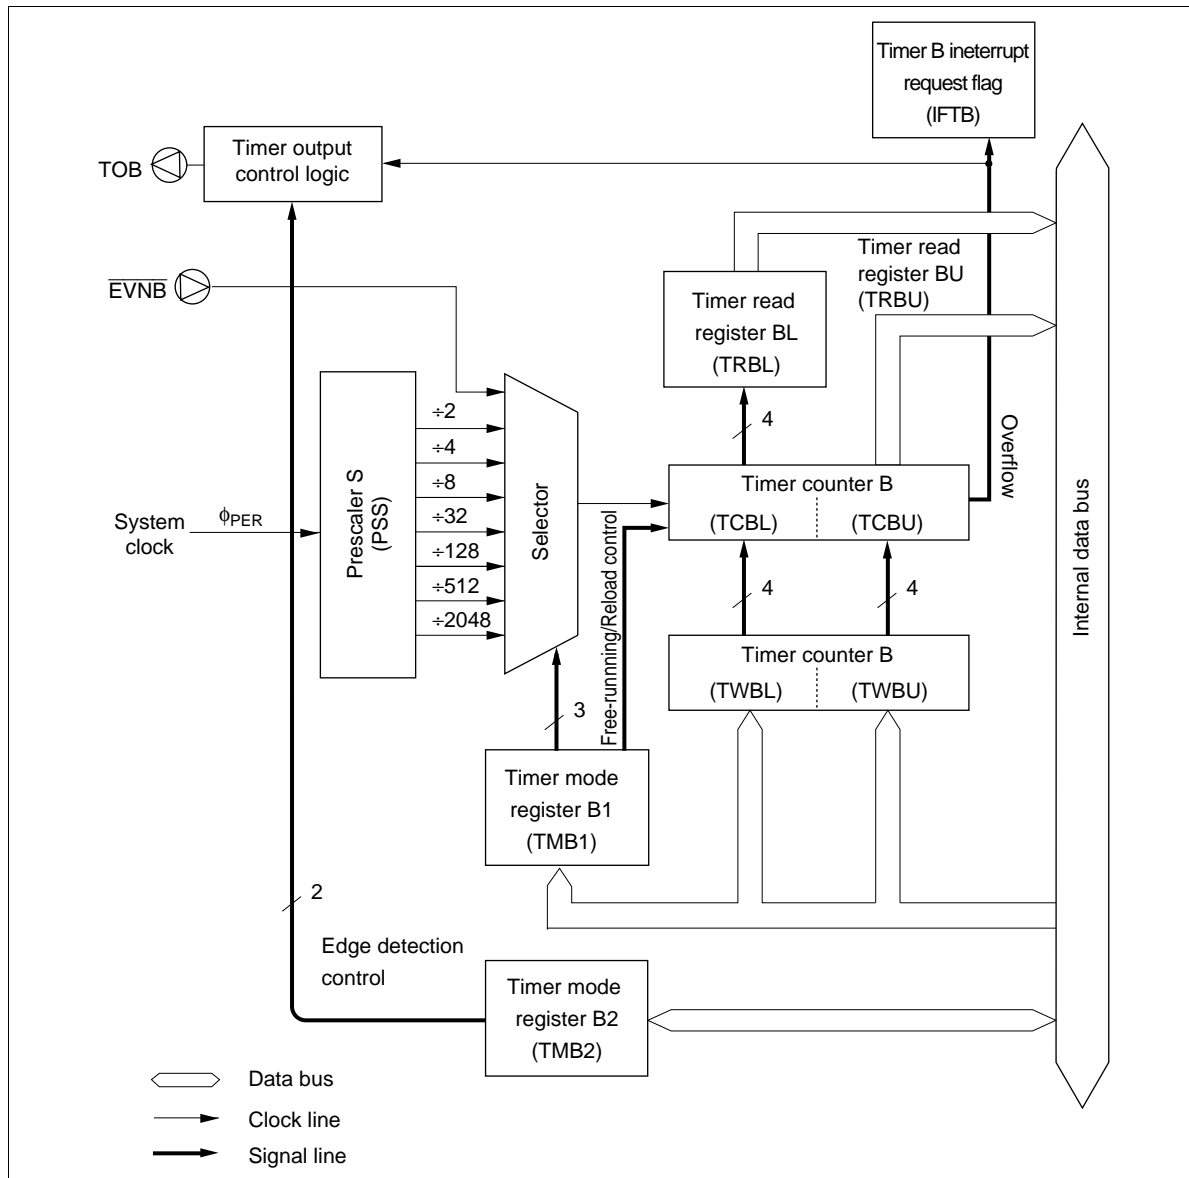 Timer B ineterrupt
request flag
(IFTB)
Timer output
control logic
TOB
EVNB
Timer read
register BU
(TRBU)
Timer read
register BL
(TRBL)
÷2
÷4
÷8
÷32
÷128
÷512
÷2048
Prescaler S
(PSS)
Selector
System
clock
ϕPER
4
Timer counter B
(TCBL)
(TCBU)
Overflow
Internal data bus
Free-runnning/Reload control
4
4
Timer counter B
(TWBL)
(TWBU)
3
Timer mode
register B1
(TMB1)
2
Edge detection
control
Timer mode
register B2
(TMB2)
Data bus
Clock line
Signal line